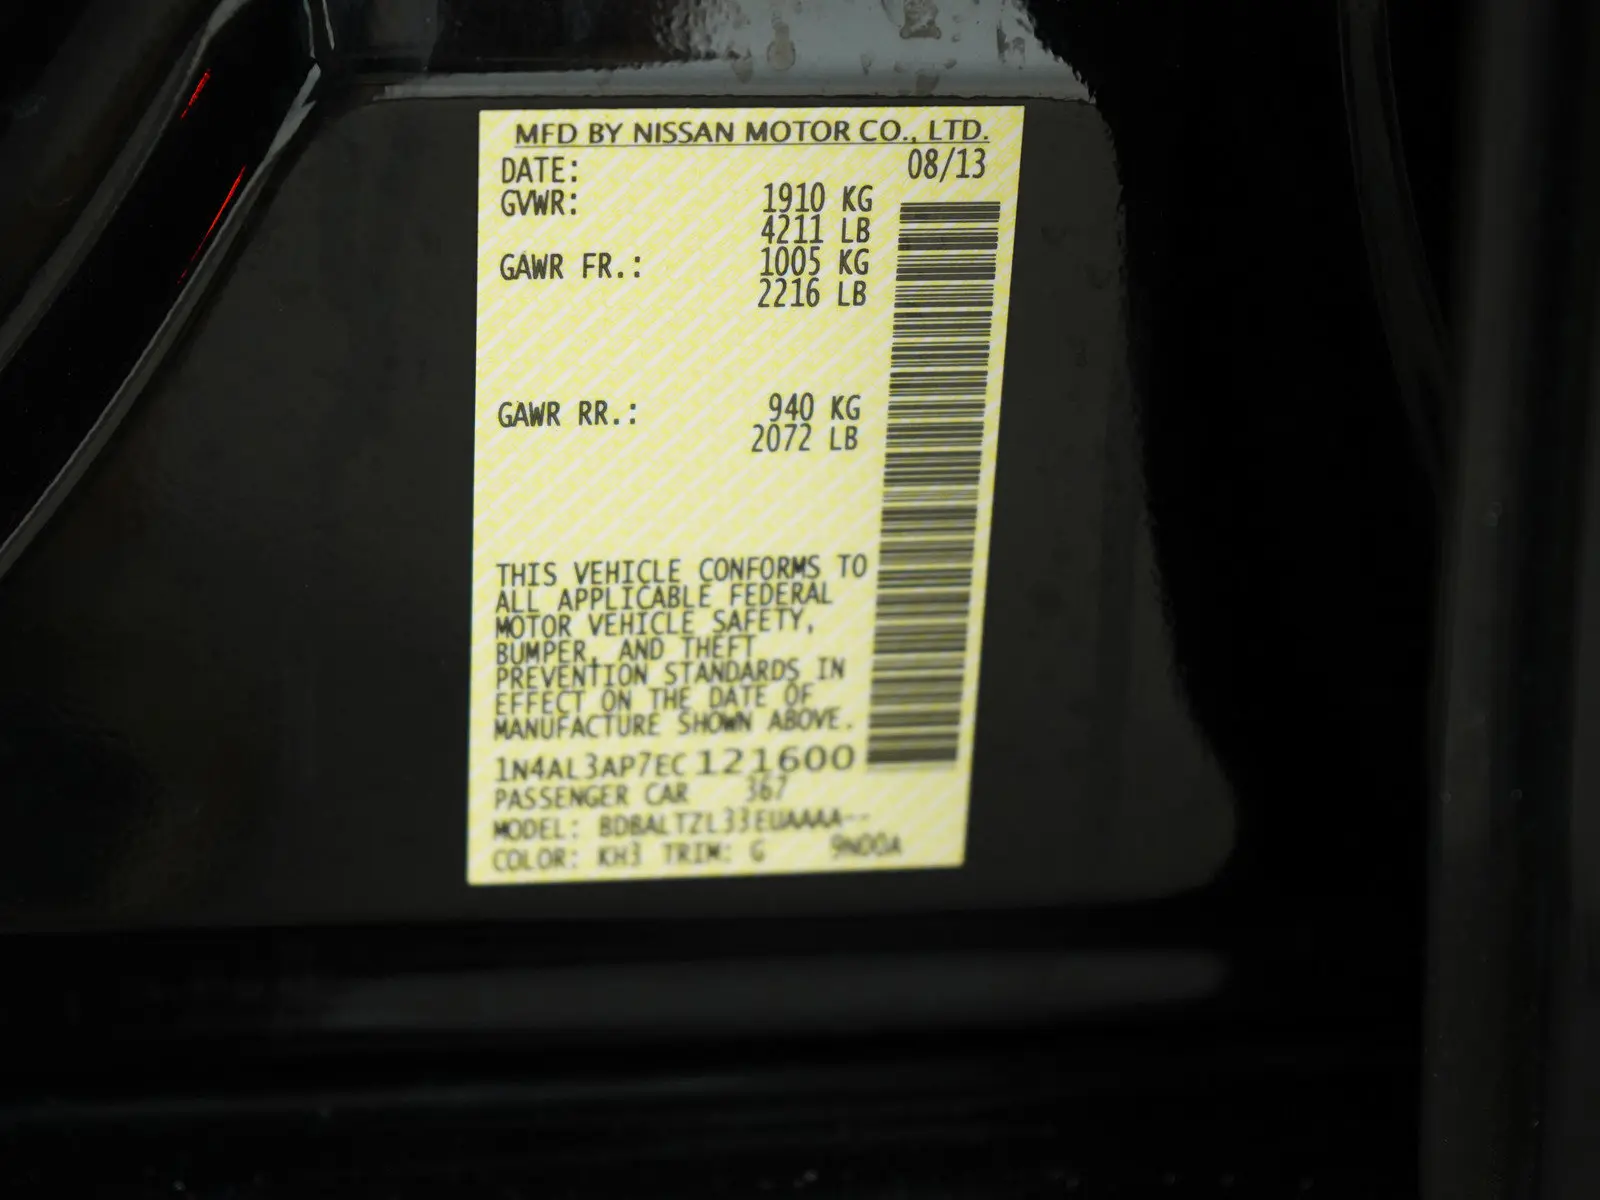 MFD BY NISSAN MOTOR CO., LTD.
DATE: 08/13
GVWR: 1910 KG
4211 LB
GAWR FR.: 1005 KG
2216 LB
GAWR RR.: 940 KG
2072 LB
THIS VEHICLE CONFORMS TO
ALL APPLICABLE FEDERAL
MOTOR VEHICLE SAFETY,
BUMPER, AND THEFT
PREVENTION STANDARDS IN
EFFECT ON THE DATE OF
MANUFACTURE SHOWN ABOVE.
1N4AL3AP7EC121600
PASSENGER CAR 367
MODEL: BDBALTZL33EUAAAA--
COLOR: KH3 TRIM: G 9N00A